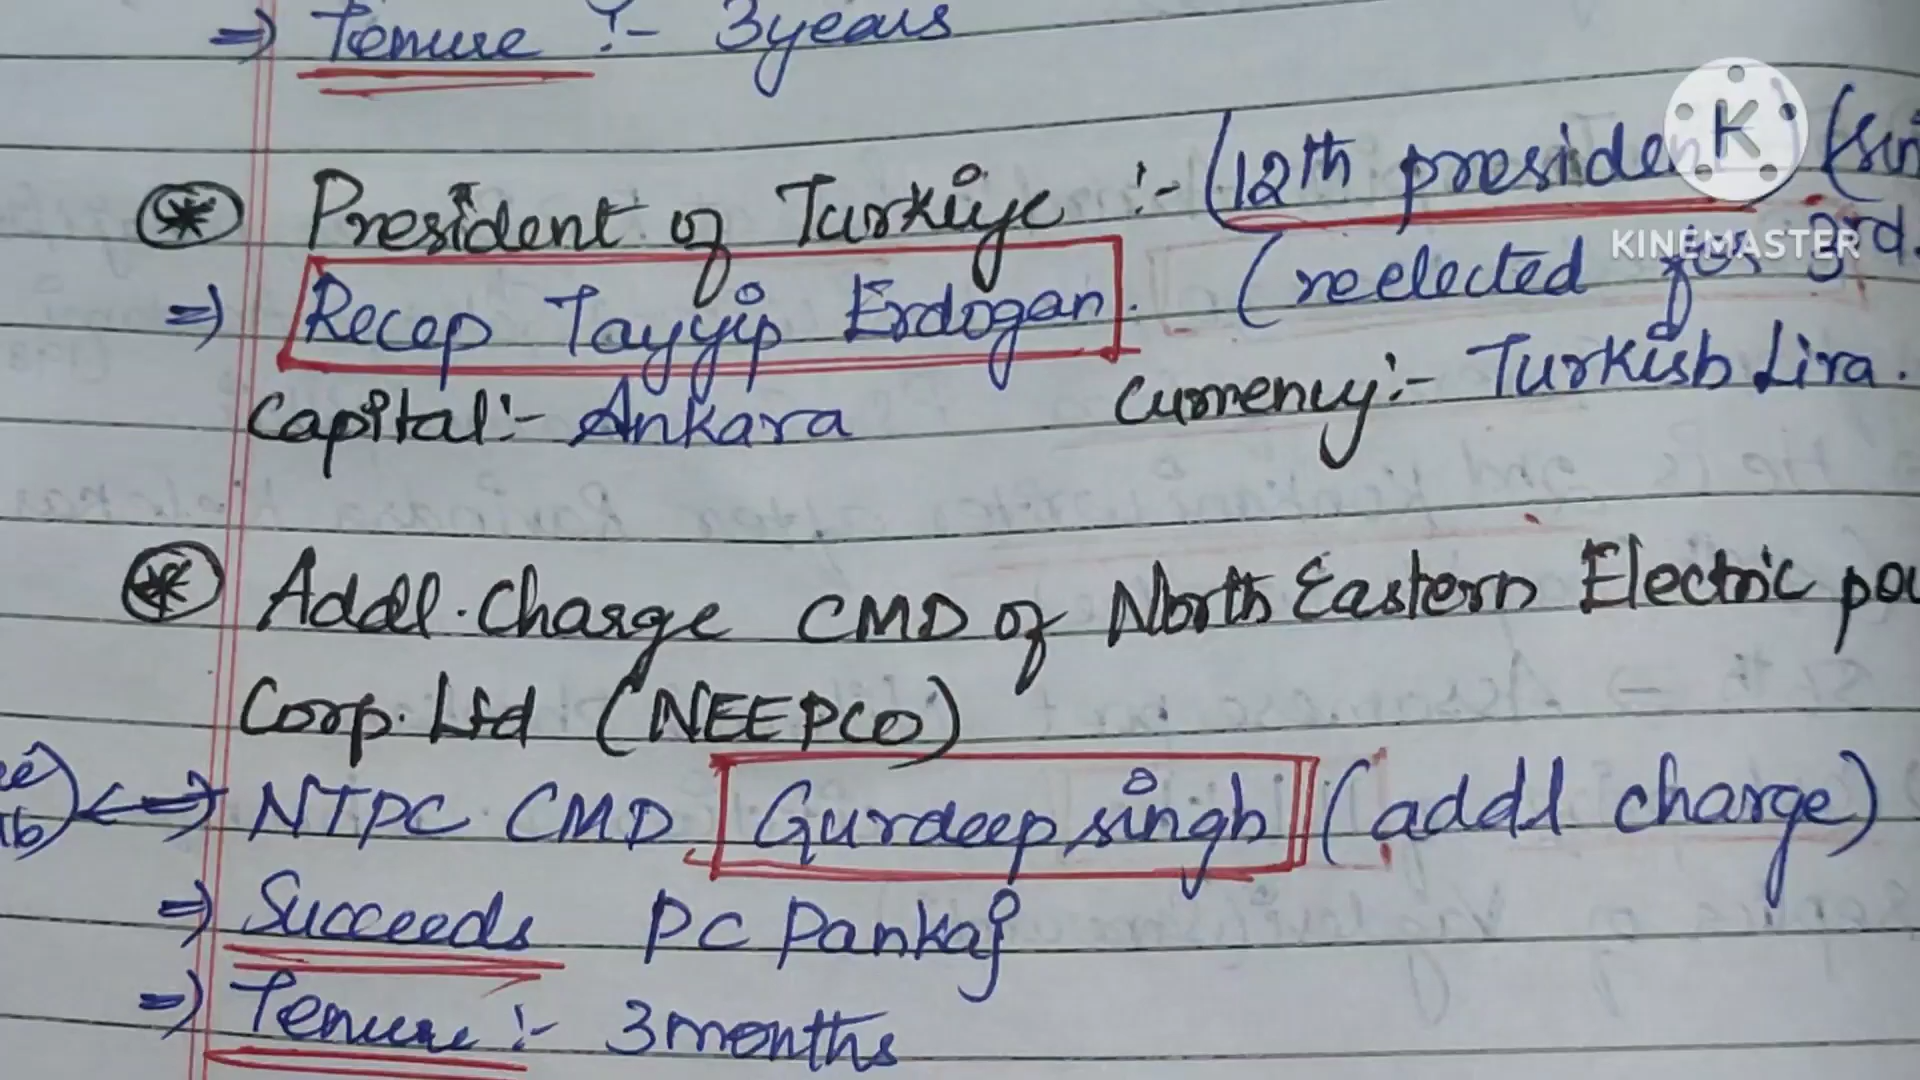 ⇒ Tenure :- 3years
President of Turkiye :- (12th president) (sin
⇒ Recep Tayyip Erdogan. (reelected for 3rd.
Capital:- Ankara Currency:- Turkish Lira.
Addl. Charge CMD of North Eastern Electric po
Corp. Ltd (NEEPCO)
⇒ NTPC CMD Gurdeep singh (addl charge)
⇒ Succeeds PC Pankaj
⇒ Tenure :- 3months
K
KINEMASTER